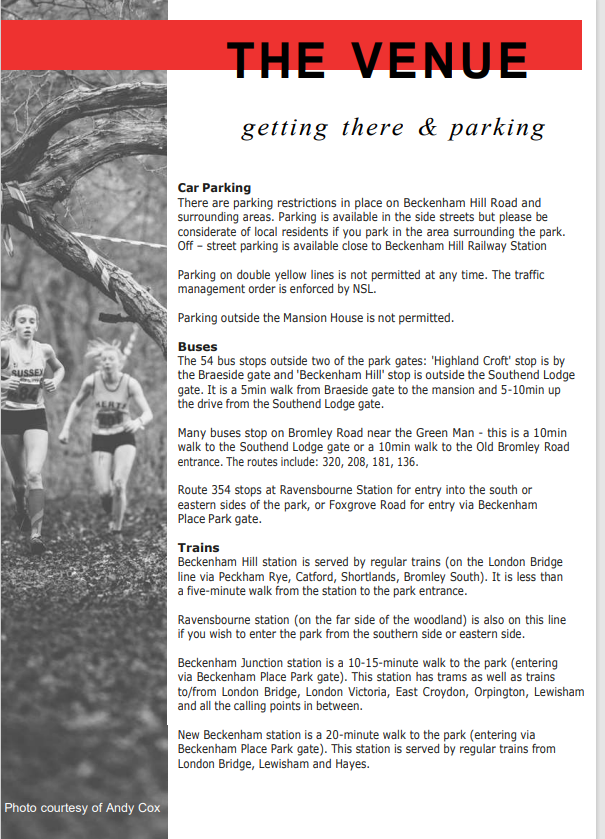 THE VENUE
getting there & parking
Car Parking
There are parking restrictions in place on Beckenham Hill Road and
surrounding areas. Parking is available in the side streets but please be
considerate of local residents if you park in the area surrounding the park.
Off – street parking is available close to Beckenham Hill Railway Station
Parking on double yellow lines is not permitted at any time. The traffic
management order is enforced by NSL.
Parking outside the Mansion House is not permitted.
Buses
The 54 bus stops outside two of the park gates: 'Highland Croft' stop is by
the Braeside gate and 'Beckenham Hill' stop is outside the Southend Lodge
gate. It is a 5min walk from Braeside gate to the mansion and 5-10min up
the drive from the Southend Lodge gate.
Many buses stop on Bromley Road near the Green Man - this is a 10min
walk to the Southend Lodge gate or a 10min walk to the Old Bromley Road
entrance. The routes include: 320, 208, 181, 136.
Route 354 stops at Ravensbourne Station for entry into the south or
eastern sides of the park, or Foxgrove Road for entry via Beckenham
Place Park gate.
Trains
Beckenham Hill station is served by regular trains (on the London Bridge
line via Peckham Rye, Catford, Shortlands, Bromley South). It is less than
a five-minute walk from the station to the park entrance.
Ravensbourne station (on the far side of the woodland) is also on this line
if you wish to enter the park from the southern side or eastern side.
Beckenham Junction station is a 10-15-minute walk to the park (entering
via Beckenham Place Park gate). This station has trams as well as trains
to/from London Bridge, London Victoria, East Croydon, Orpington, Lewisham
and all the calling points in between.
New Beckenham station is a 20-minute walk to the park (entering via
Beckenham Place Park gate). This station is served by regular trains from
London Bridge, Lewisham and Hayes.
SUSSEX
Photo courtesy of Andy Cox